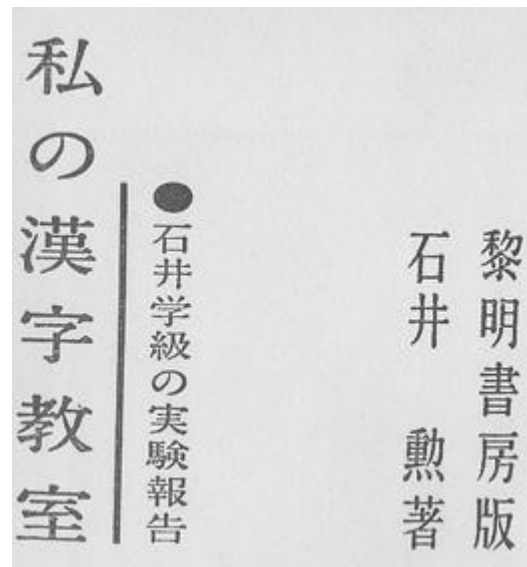 黎明書房版
石井 勲著
●石井学級の実験報告
私の漢字教室